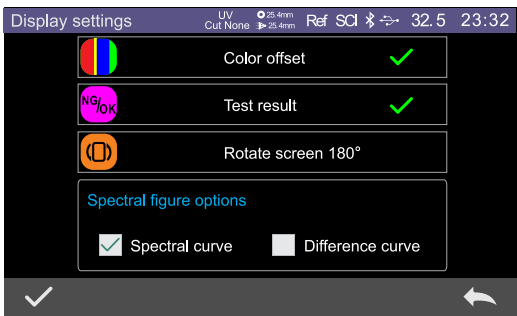 Display settings
UV
Cut None
25.4mm
25.4mm
Ref SCI
32.5
23:32
Color offset
NG/OK
Test result
Rotate screen 180°
Spectral figure options
Spectral curve
Difference curve